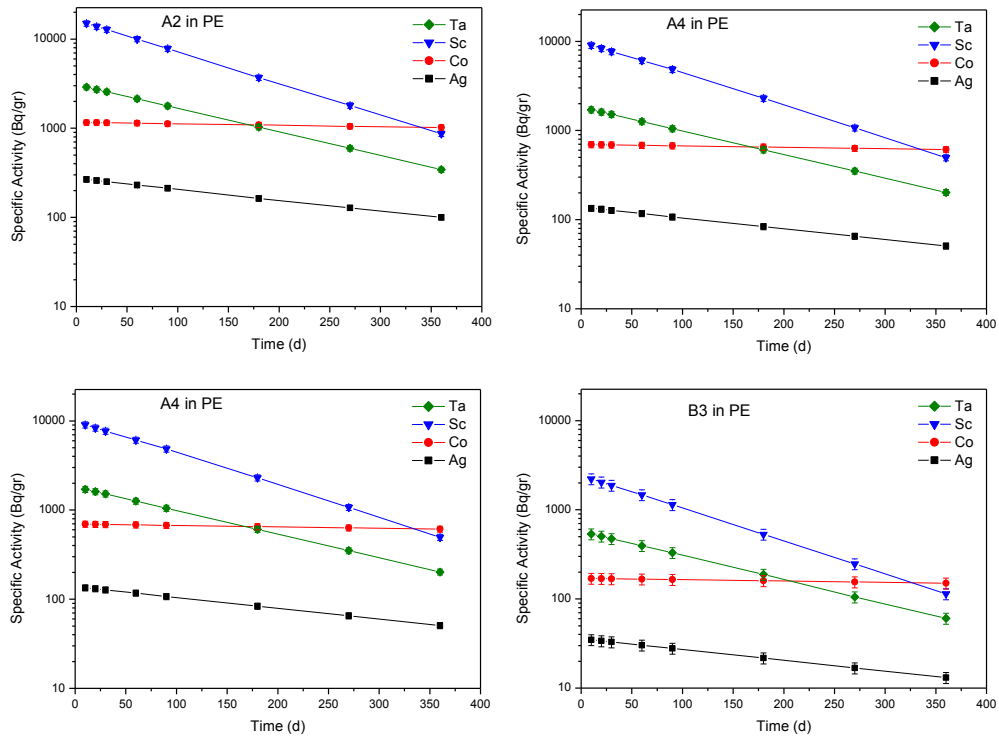 A2 in PE
Ta
Sc
Co
Ag
10000
1000
100
10
Specific Activity (Bq/gr)
0 50 100 150 200 250 300 350 400
Time (d)
A4 in PE
Ta
Sc
Co
Ag
10000
1000
100
10
Specific Activity (Bq/gr)
0 50 100 150 200 250 300 350 400
Time (d)
A4 in PE
Ta
Sc
Co
Ag
10000
1000
100
10
Specific Activity (Bq/gr)
0 50 100 150 200 250 300 350 400
Time (d)
B3 in PE
Ta
Sc
Co
Ag
10000
1000
100
10
Specific Activity (Bq/gr)
0 50 100 150 200 250 300 350 400
Time (d)